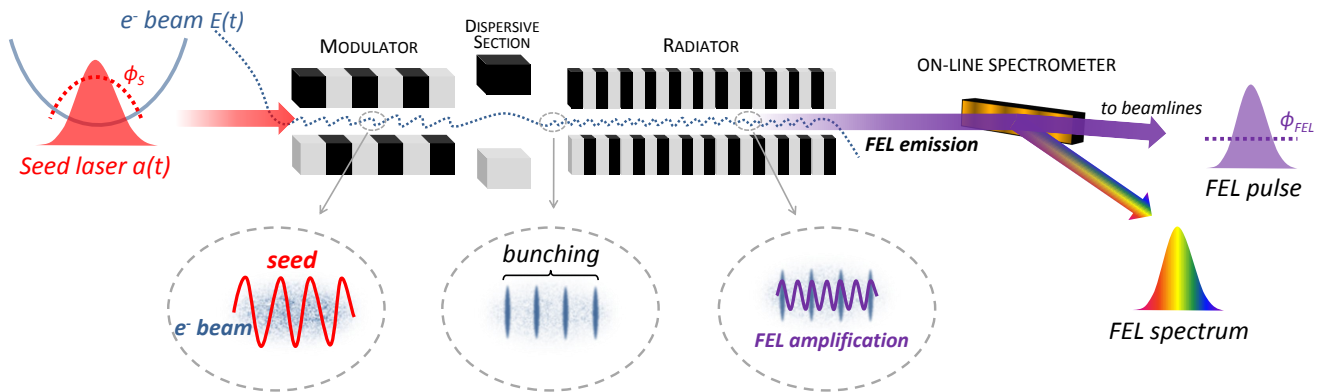 e⁻ beam E(t)
ϕS
Seed laser a(t)
MODULATOR
DISPERSIVE
SECTION
RADIATOR
ON-LINE SPECTROMETER
to beamlines
FEL emission
ϕFEL
FEL pulse
FEL spectrum
seed
e⁻ beam
bunching
FEL amplification